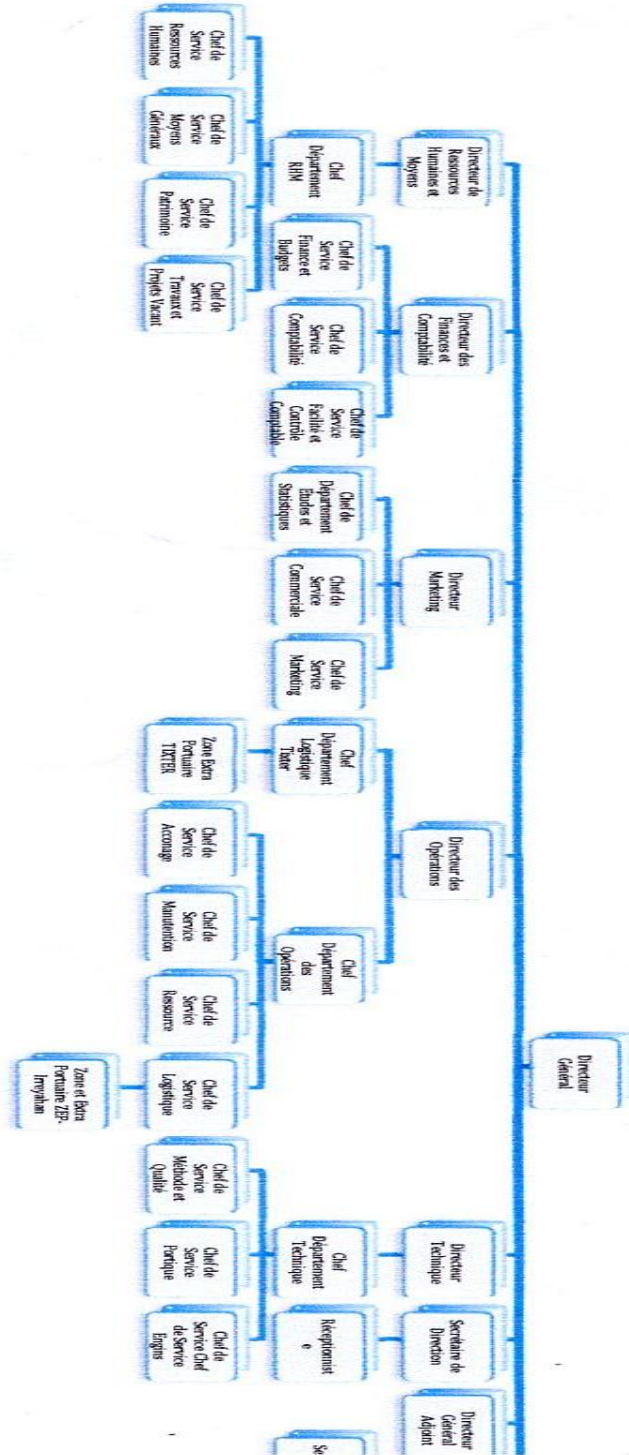 Directeur
Général
Directeur de
Ressources
Humaines et
Moyens
Directeur des
Finances et
Comptabilité
Directeur
Marketing
Directeur des
Opérations
Directeur
Technique
Secrétaire de
Direction
Directeur
Général
Adjoint
Chef
Département
RHM
Chef de
Service
Finance et
Budgets
Chef de
Service
Comptabilité
Chef de
Service
Facilité et
Contrôle
Comptable
Chef de
Département
Etudes et
Statistiques
Chef de
Service
Commerciale
Chef de
Service
Marketing
Chef
Département
Logistique
Tixter
Chef
Département
des
Opérations
Chef
Département
Technique
Réceptionnist
e
Se
Chef de
Service
Ressources
Humaines
Chef de
Service
Moyens
Généraux
Chef de
Service
Patrimoine
Chef de
Service
Travaux et
Projets Vacant
Zone Extra
Portuaire
TIXTER
Chef de
Service
Acconage
Chef de
Service
Manutention
Chef de
Service
Ressource
Chef de
Service
Logistique
Chef de
Service
Méthode et
Qualité
Chef de
Service
Portique
Chef de
Service Chef
de Service
Engins
Zone et Extra
Portuaire ZEP-
Irreyahan